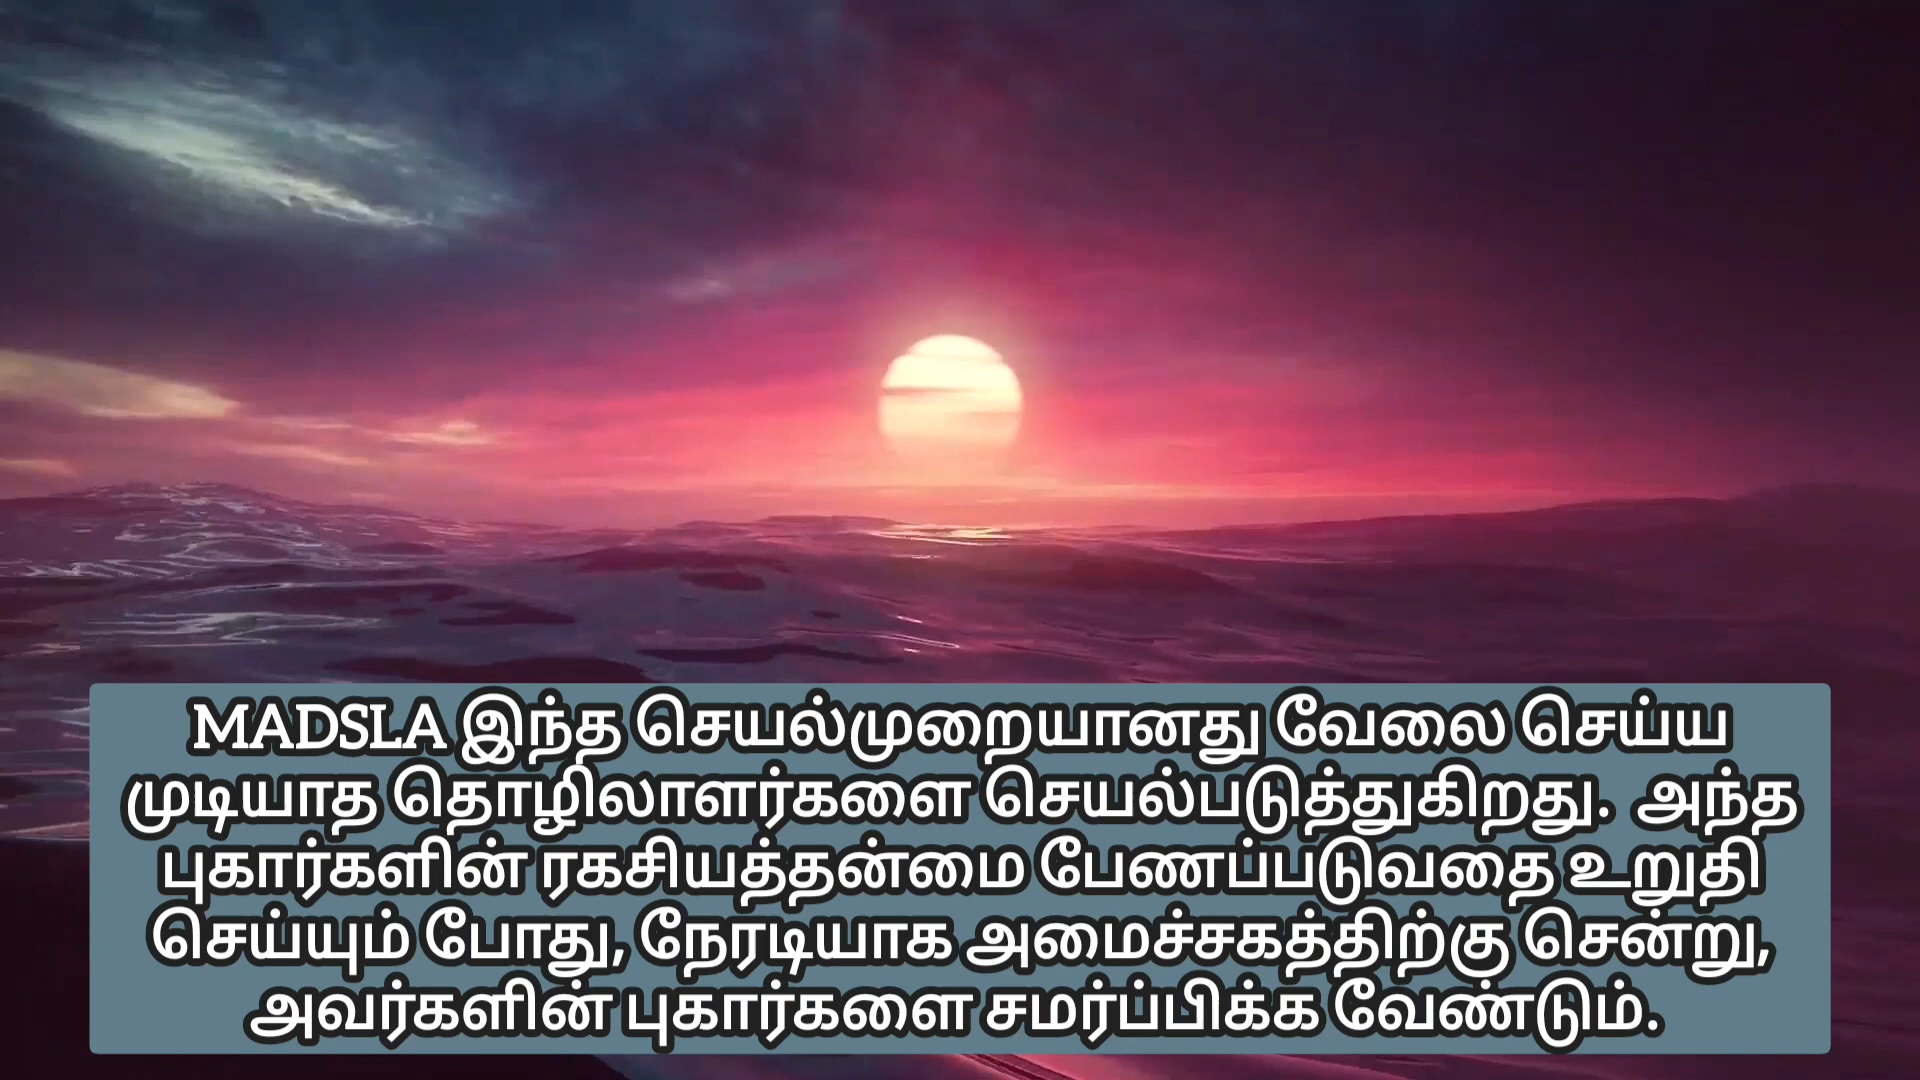 MADSLA இந்த செயல்முறையானது வேலை செய்ய
முடியாத தொழிலாளர்களை செயல்படுத்துகிறது. அந்த
புகார்களின் ரகசியத்தன்மை பேணப்படுவதை உறுதி
செய்யும் போது, நேரடியாக அமைச்சகத்திற்கு சென்று,
அவர்களின் புகார்களை சமர்ப்பிக்க வேண்டும்.